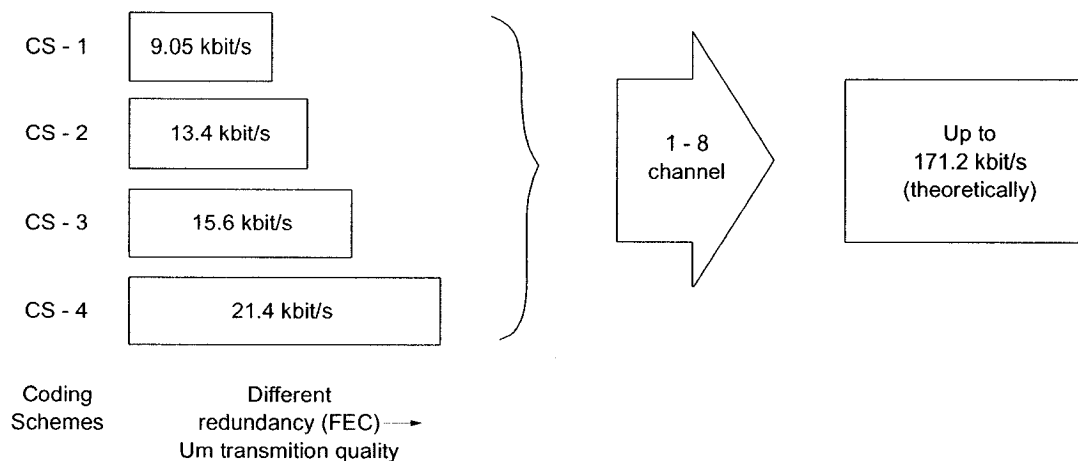 CS - 1
9.05 kbit/s
CS - 2
13.4 kbit/s
CS - 3
15.6 kbit/s
CS - 4
21.4 kbit/s
1 - 8
channel
Up to
171.2 kbit/s
(theoretically)
Coding
Schemes
Different
redundancy (FEC) →
Um transmition quality